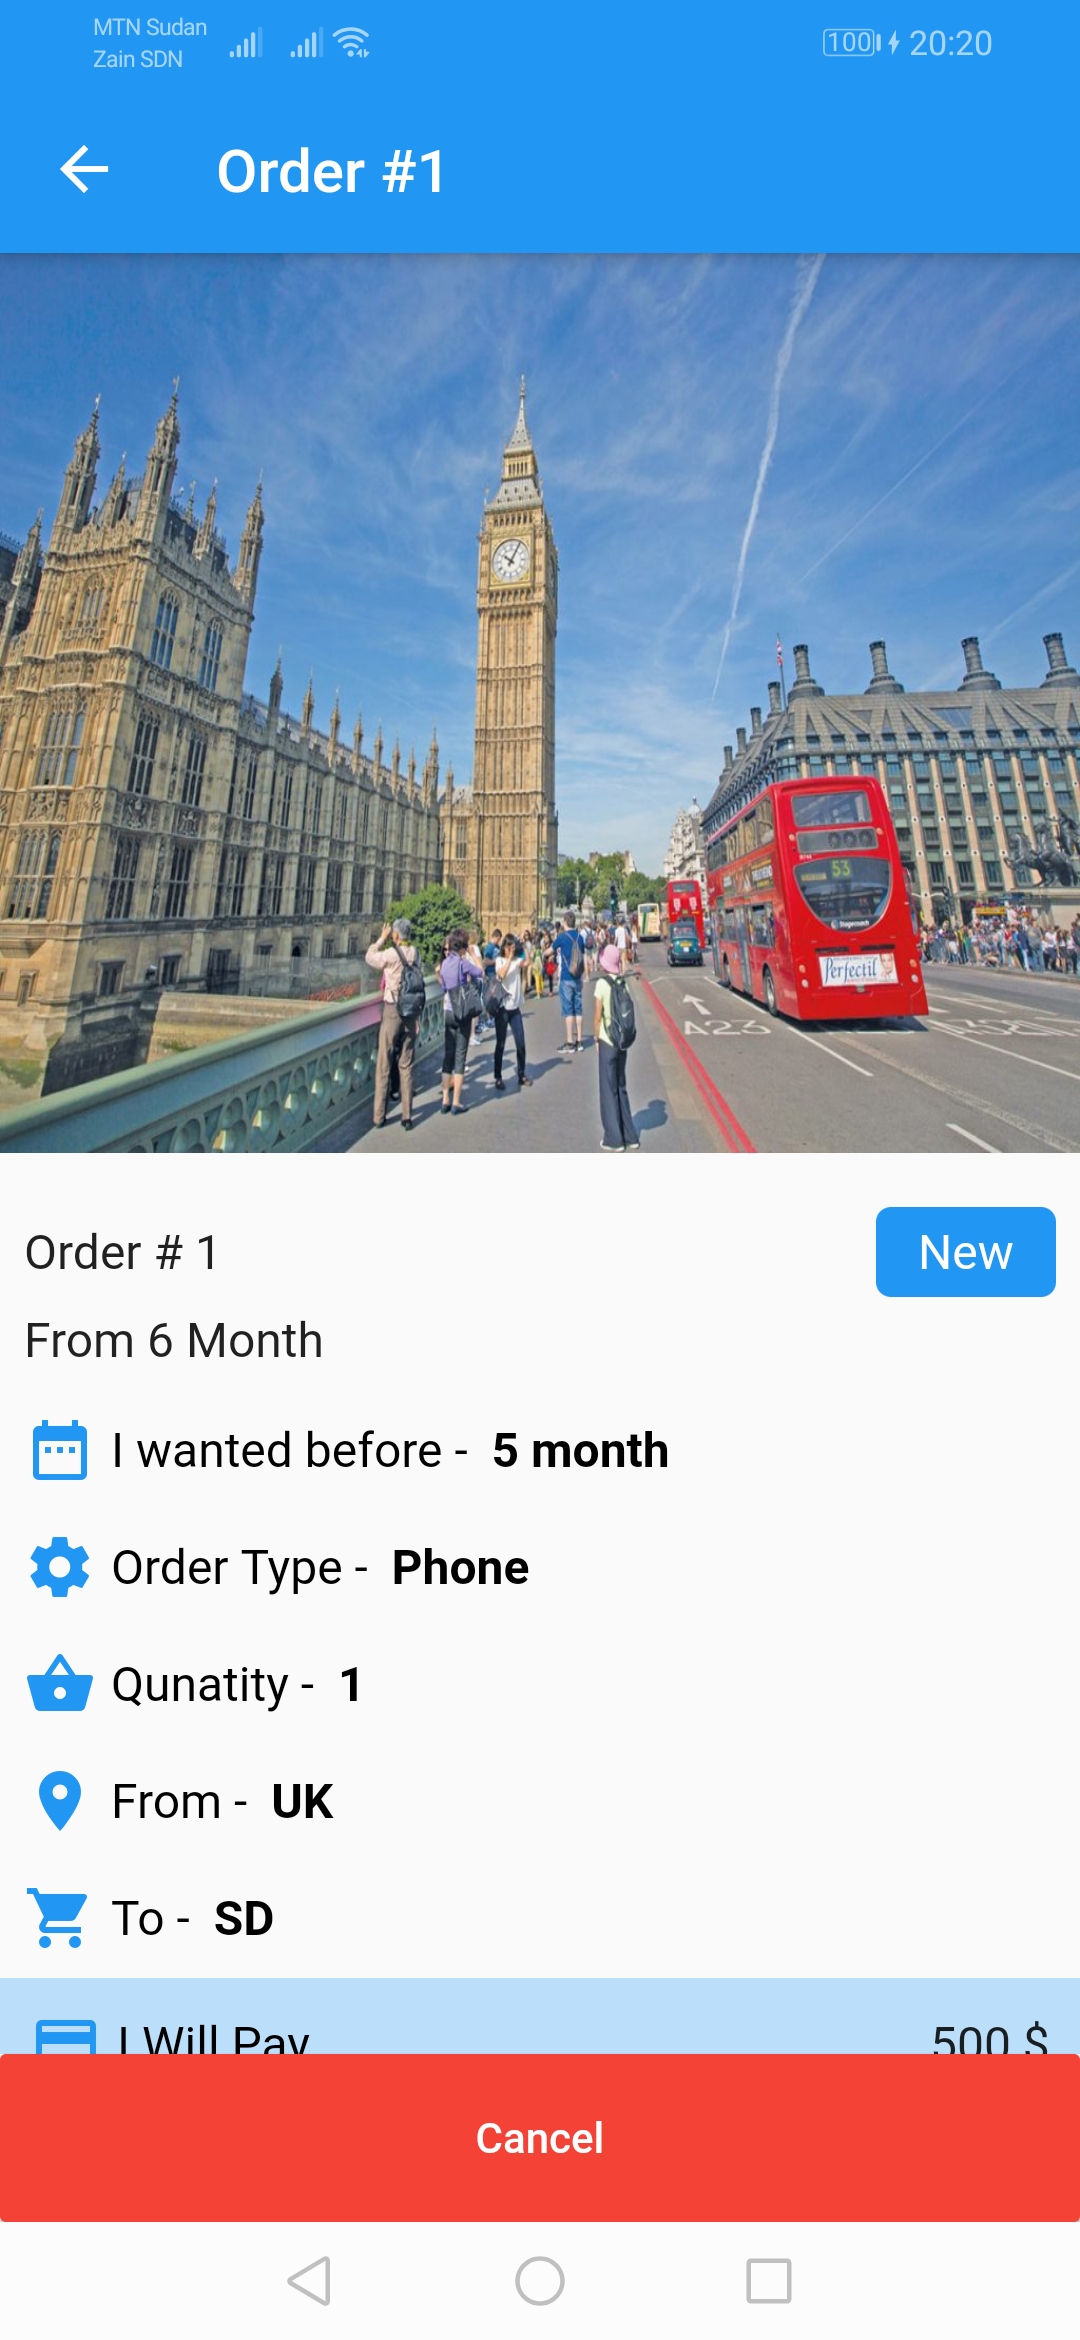 MTN Sudan
Zain SDN
100 20:20
Order #1
53
Stagecoach
Perfectil
A23
Order # 1
New
From 6 Month
I wanted before - 5 month
Order Type - Phone
Qunatity - 1
From - UK
To - SD
I Will Pay 500 $
Cancel